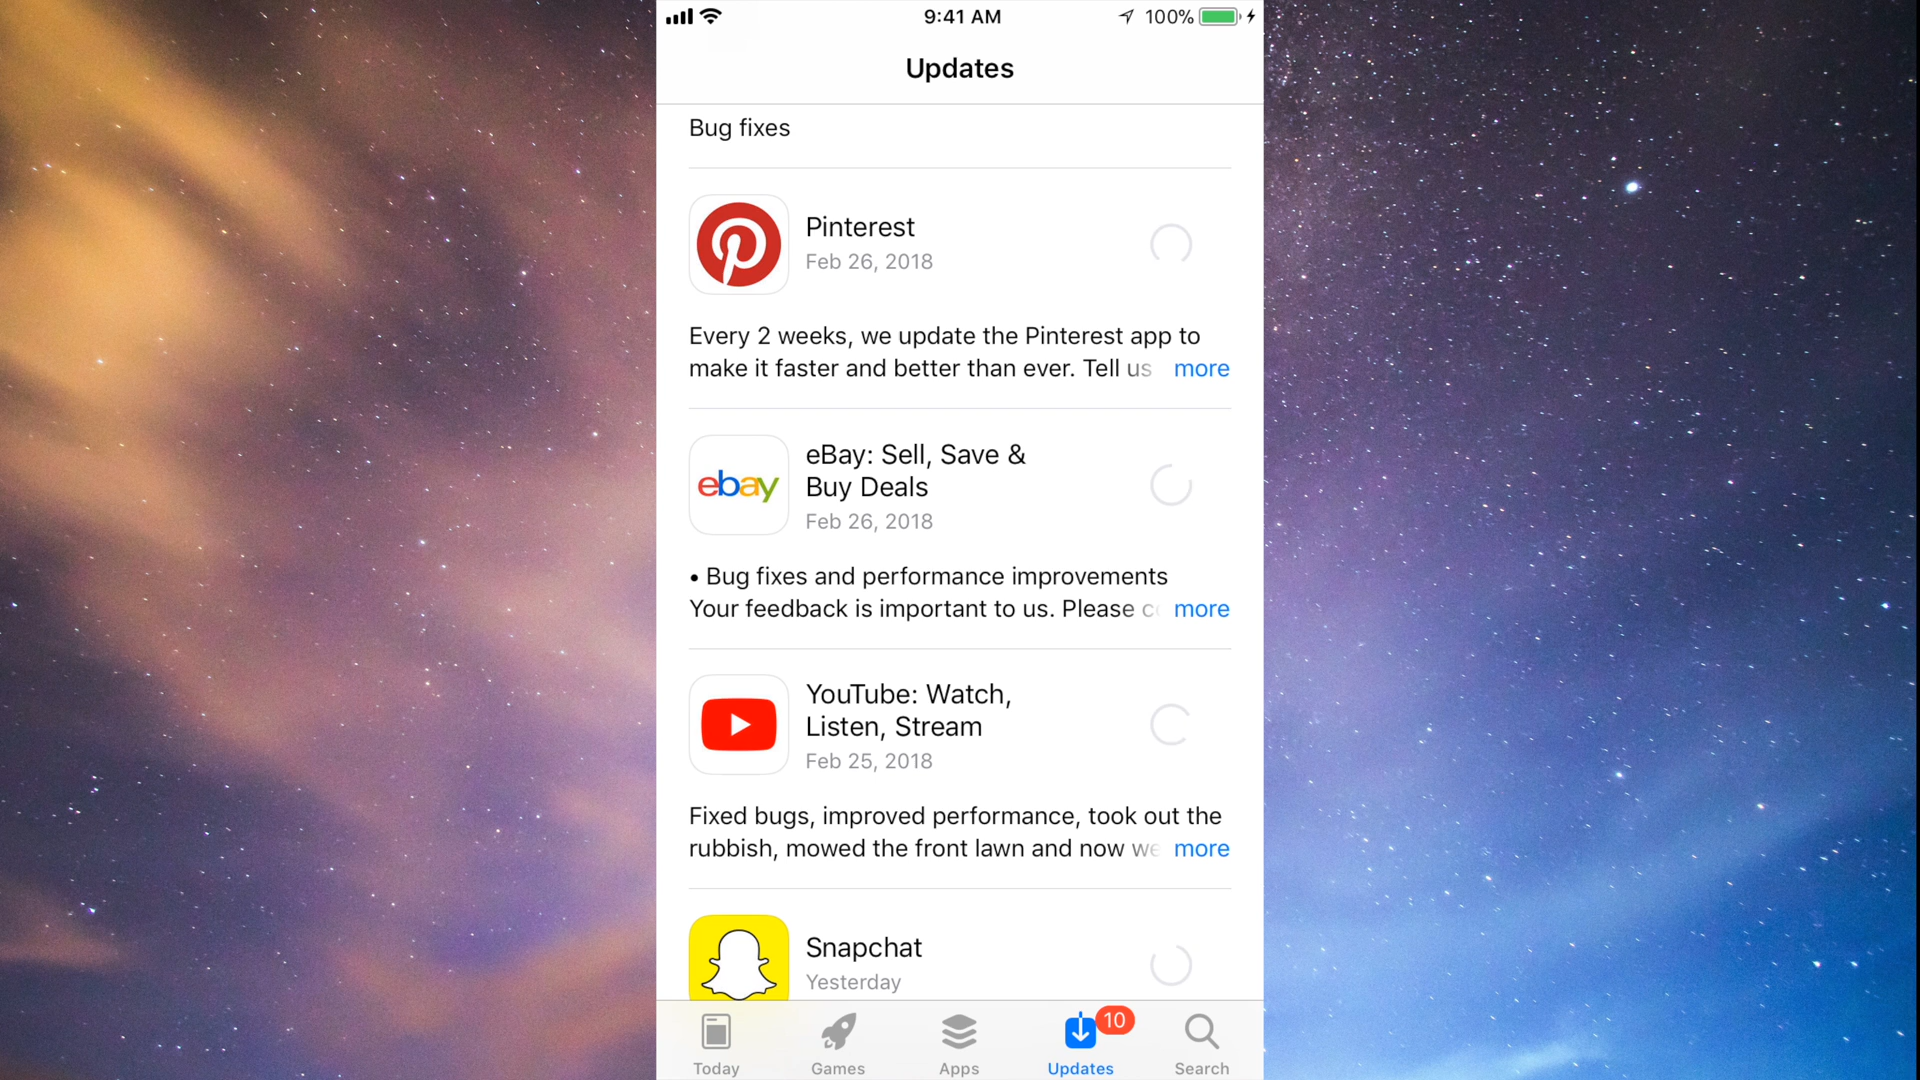 9:41 AM
100%
Updates
Bug fixes
Pinterest
Feb 26, 2018
Every 2 weeks, we update the Pinterest app to
make it faster and better than ever. Tell us more
ebay
eBay: Sell, Save &
Buy Deals
Feb 26, 2018
• Bug fixes and performance improvements
Your feedback is important to us. Please c more
YouTube: Watch,
Listen, Stream
Feb 25, 2018
Fixed bugs, improved performance, took out the
rubbish, mowed the front lawn and now we more
Snapchat
Yesterday
10
Today
Games
Apps
Updates
Search